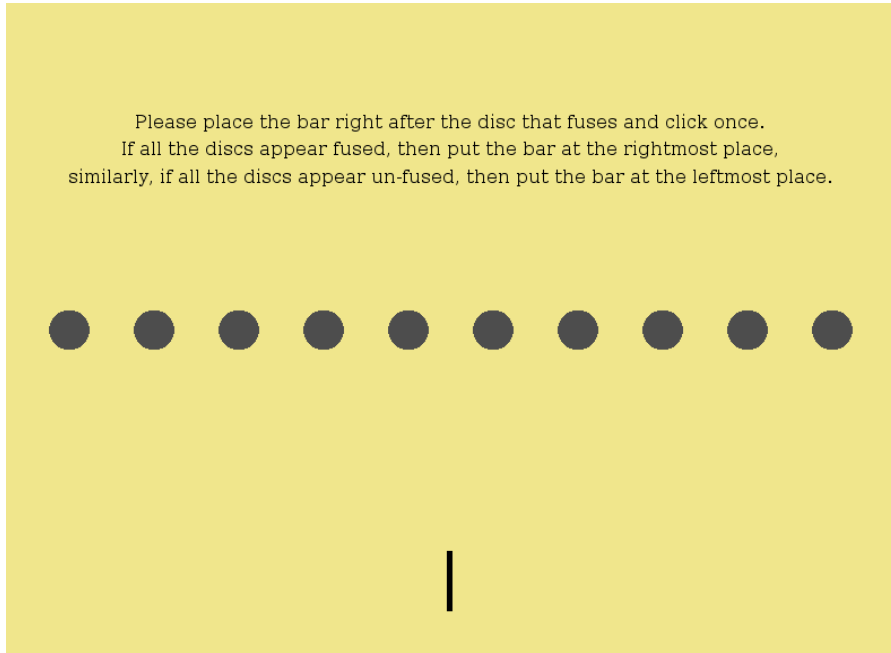 Please place the bar right after the disc that fuses and click once.
If all the discs appear fused, then put the bar at the rightmost place,
similarly, if all the discs appear un-fused, then put the bar at the leftmost place.